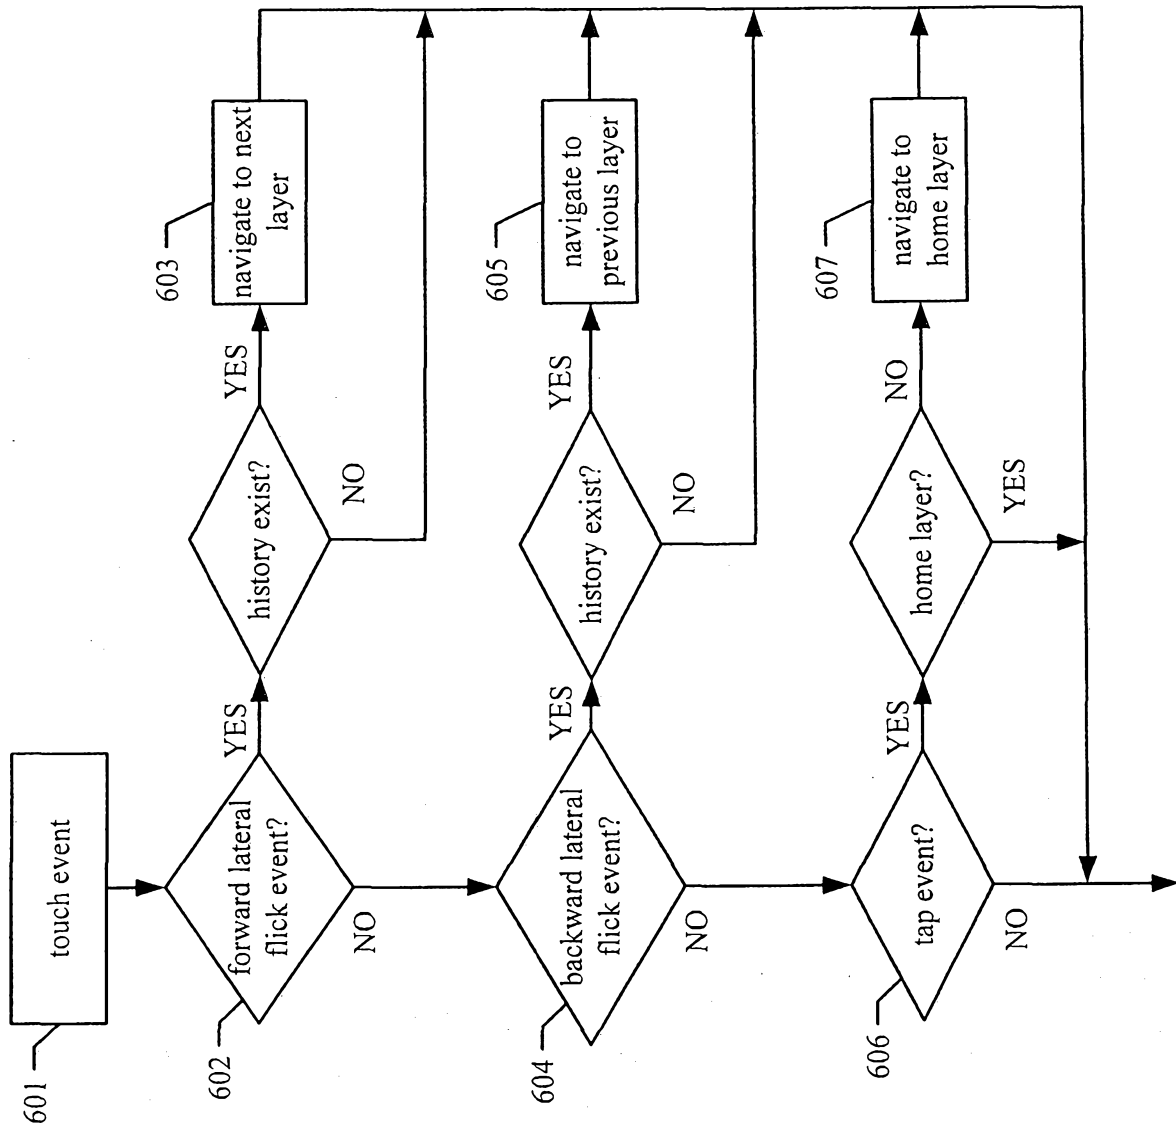 601
touch event
602
forward lateral
flick event?
YES
NO
history exist?
YES
NO
603
navigate to next
layer
604
backward lateral
flick event?
YES
NO
history exist?
YES
NO
605
navigate to
previous layer
606
tap event?
YES
NO
home layer?
NO
YES
607
navigate to
home layer